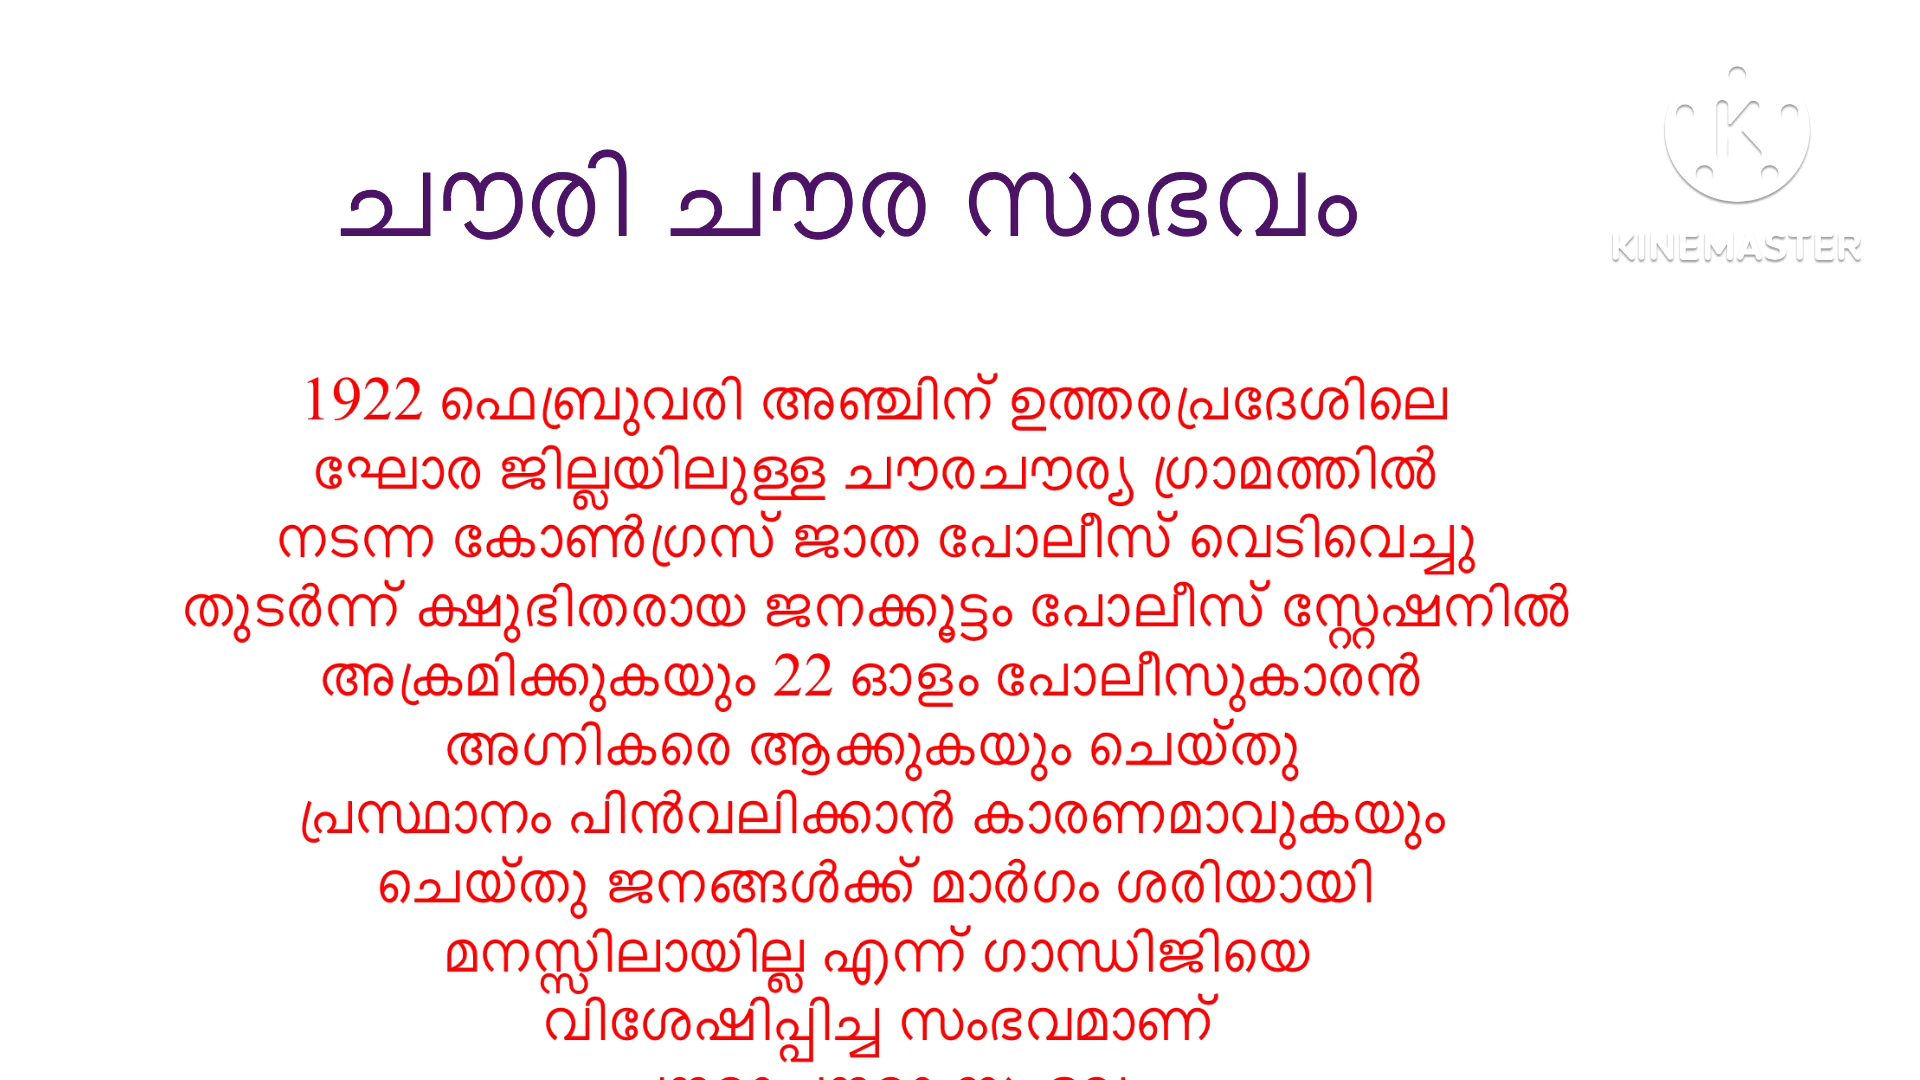 ചൗരി ചൗര സംഭവം
KINEMASTER
1922 ഫെബ്രുവരി അഞ്ചിന് ഉത്തരപ്രദേശിലെ
ഘോര ജില്ലയിലുള്ള ചൗരചൗര്യ ഗ്രാമത്തിൽ
നടന്ന കോൺഗ്രസ് ജാത പോലീസ് വെടിവെച്ചു
തുടർന്ന് ക്ഷുഭിതരായ ജനക്കൂട്ടം പോലീസ് സ്റ്റേഷനിൽ
അക്രമിക്കുകയും 22 ഓളം പോലീസുകാരൻ
അഗ്നികരെ ആക്കുകയും ചെയ്തു
പ്രസ്ഥാനം പിൻവലിക്കാൻ കാരണമാവുകയും
ചെയ്തു ജനങ്ങൾക്ക് മാർഗം ശരിയായി
മനസ്സിലായില്ല എന്ന് ഗാന്ധിജിയെ
വിശേഷിപ്പിച്ച സംഭവമാണ്